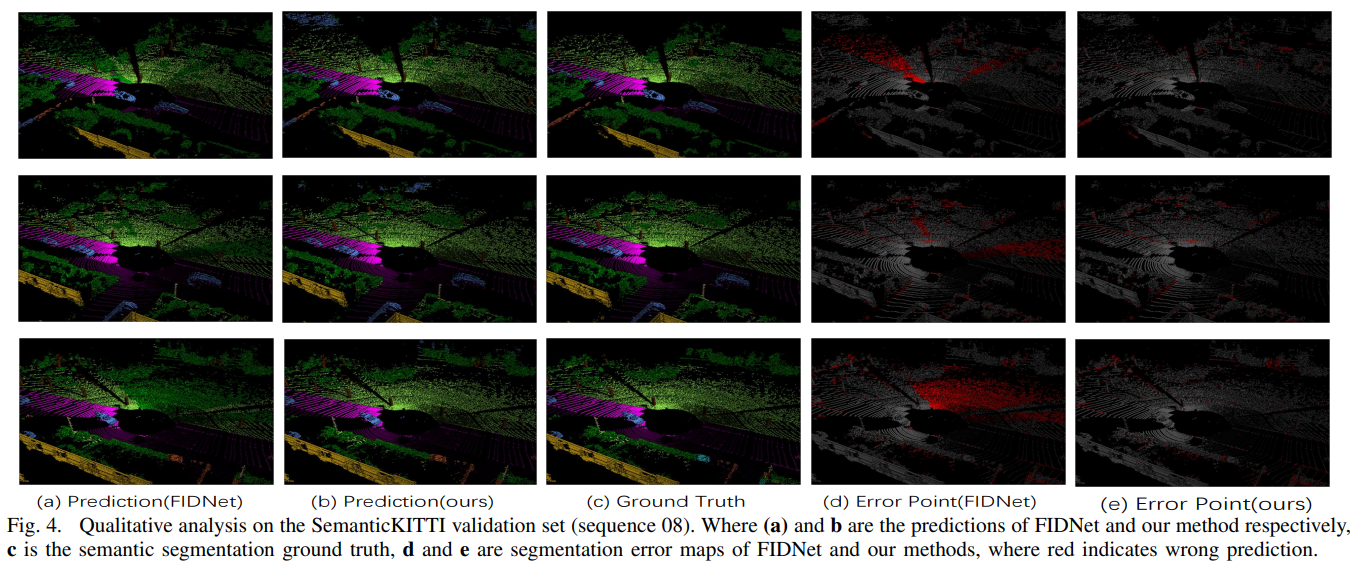 (a) Prediction(FIDNet) (b) Prediction(ours) (c) Ground Truth (d) Error Point(FIDNet) (e) Error Point(ours)
Fig. 4. Qualitative analysis on the SemanticKITTI validation set (sequence 08). Where (a) and b are the predictions of FIDNet and our method respectively,
c is the semantic segmentation ground truth, d and e are segmentation error maps of FIDNet and our methods, where red indicates wrong prediction.